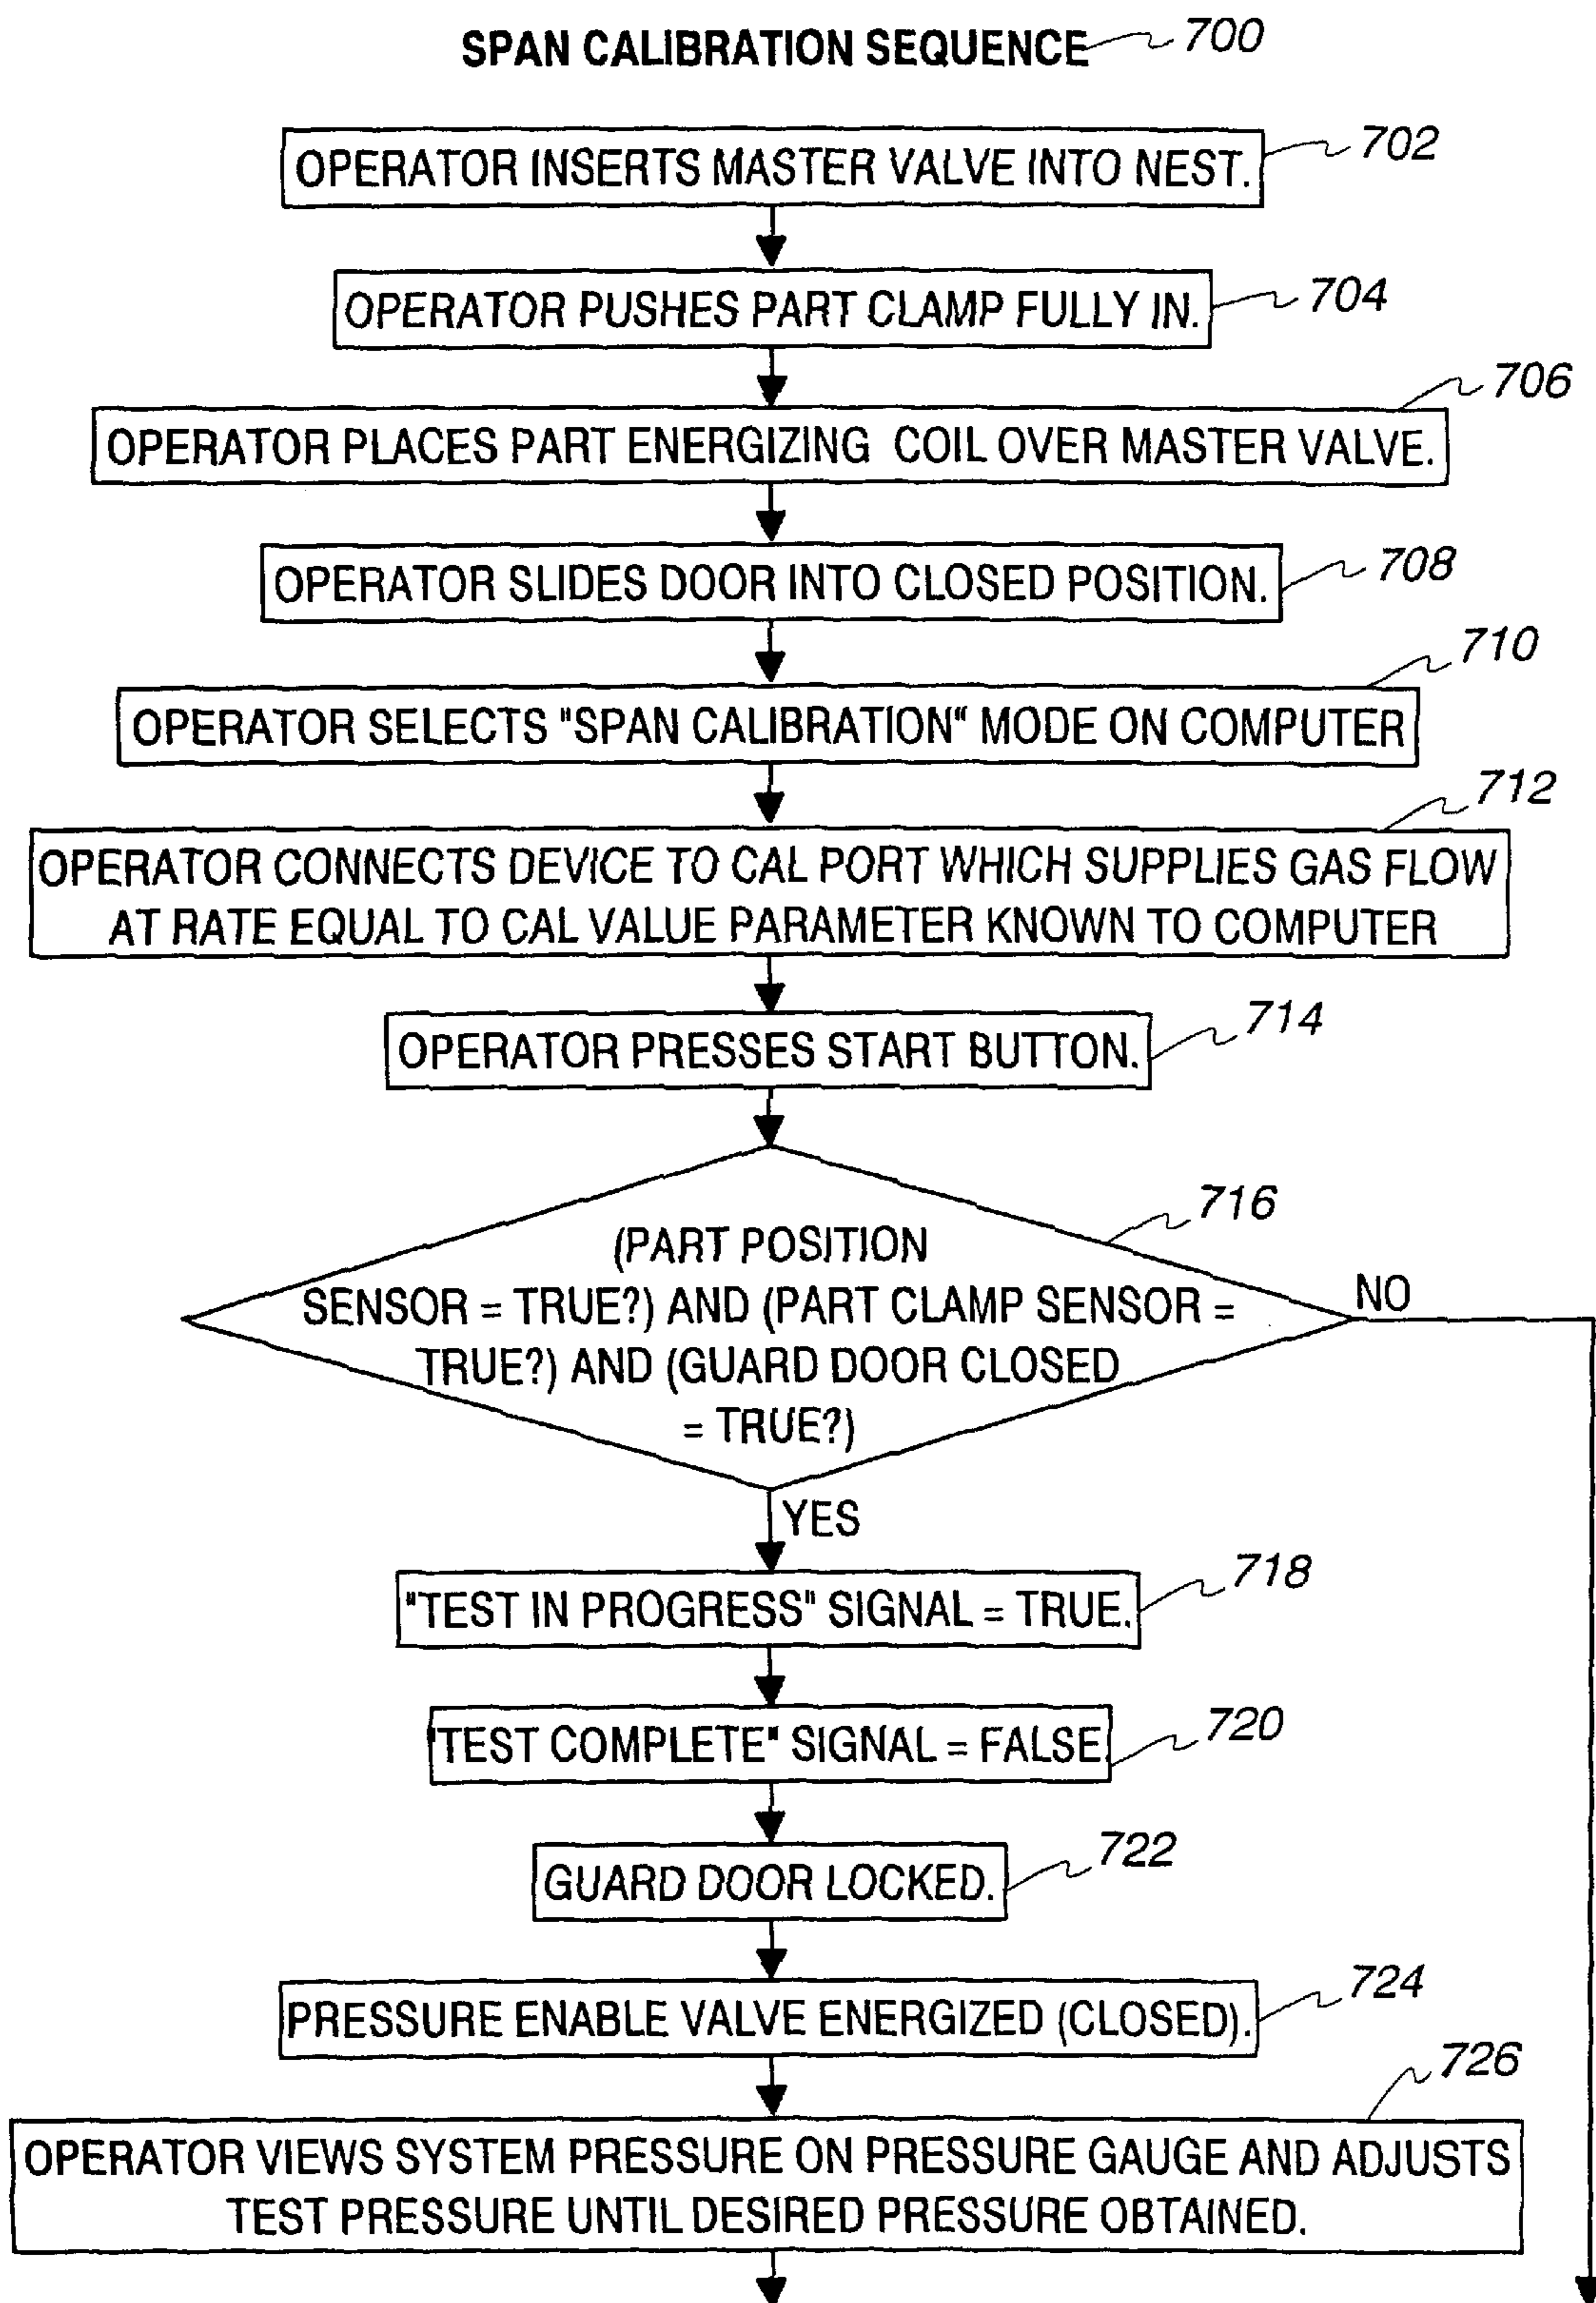 SPAN CALIBRATION SEQUENCE 700
OPERATOR INSERTS MASTER VALVE INTO NEST. 702
OPERATOR PUSHES PART CLAMP FULLY IN. 704
706
OPERATOR PLACES PART ENERGIZING COIL OVER MASTER VALVE.
OPERATOR SLIDES DOOR INTO CLOSED POSITION. 708
710
OPERATOR SELECTS "SPAN CALIBRATION" MODE ON COMPUTER
712
OPERATOR CONNECTS DEVICE TO CAL PORT WHICH SUPPLIES GAS FLOW
AT RATE EQUAL TO CAL VALUE PARAMETER KNOWN TO COMPUTER
714
OPERATOR PRESSES START BUTTON.
716
(PART POSITION
SENSOR = TRUE?) AND (PART CLAMP SENSOR =
TRUE?) AND (GUARD DOOR CLOSED
= TRUE?)
NO
YES
718
"TEST IN PROGRESS" SIGNAL = TRUE.
720
"TEST COMPLETE" SIGNAL = FALSE.
722
GUARD DOOR LOCKED.
724
PRESSURE ENABLE VALVE ENERGIZED (CLOSED).
726
OPERATOR VIEWS SYSTEM PRESSURE ON PRESSURE GAUGE AND ADJUSTS
TEST PRESSURE UNTIL DESIRED PRESSURE OBTAINED.